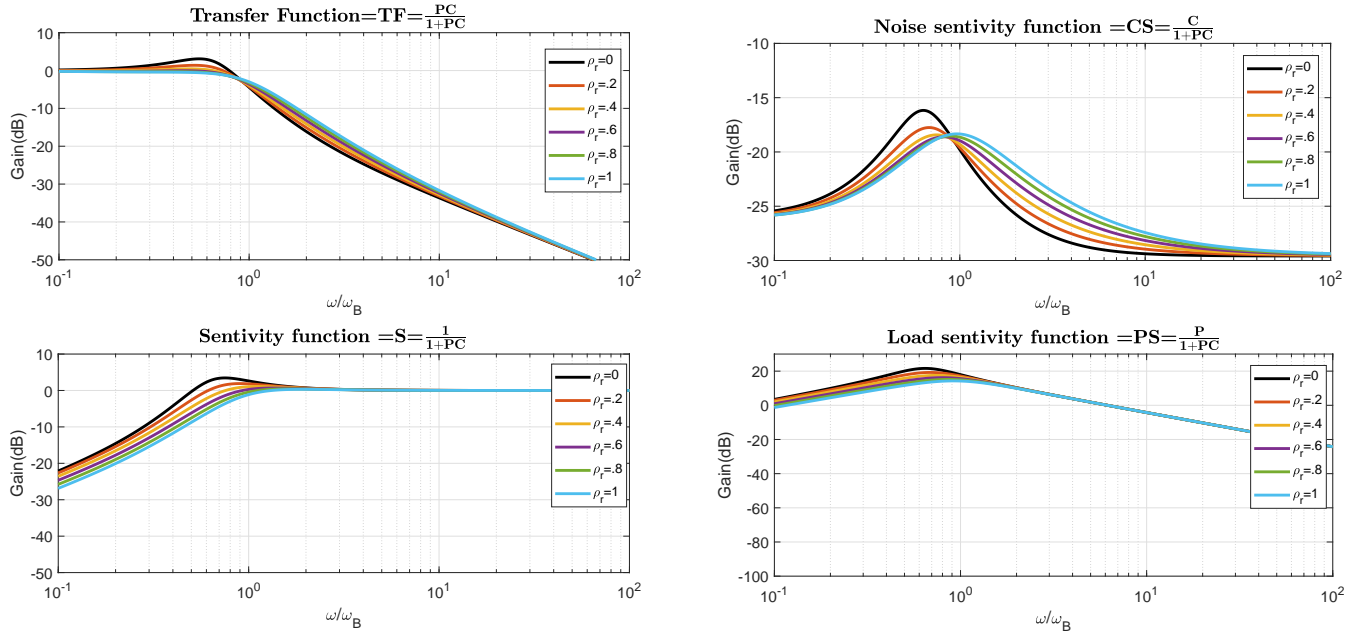 Transfer Function=TF=PC/1+PC
Gain(dB)
10
0
-10
-20
-30
-40
-50
10^-1
10^0
10^1
10^2
ω/ω_B
ρ_r=0
ρ_r=.2
ρ_r=.4
ρ_r=.6
ρ_r=.8
ρ_r=1
Noise sentivity function =CS=C/1+PC
Gain(dB)
-10
-15
-20
-25
-30
10^-1
10^0
10^1
10^2
ω/ω_B
ρ_r=0
ρ_r=.2
ρ_r=.4
ρ_r=.6
ρ_r=.8
ρ_r=1
Sentivity function =S=1/1+PC
Gain(dB)
10
0
-10
-20
-30
-40
-50
10^-1
10^0
10^1
10^2
ω/ω_B
ρ_r=0
ρ_r=.2
ρ_r=.4
ρ_r=.6
ρ_r=.8
ρ_r=1
Load sentivity function =PS=P/1+PC
Gain(dB)
20
0
-20
-40
-60
-80
-100
10^-1
10^0
10^1
10^2
ω/ω_B
ρ_r=0
ρ_r=.2
ρ_r=.4
ρ_r=.6
ρ_r=.8
ρ_r=1